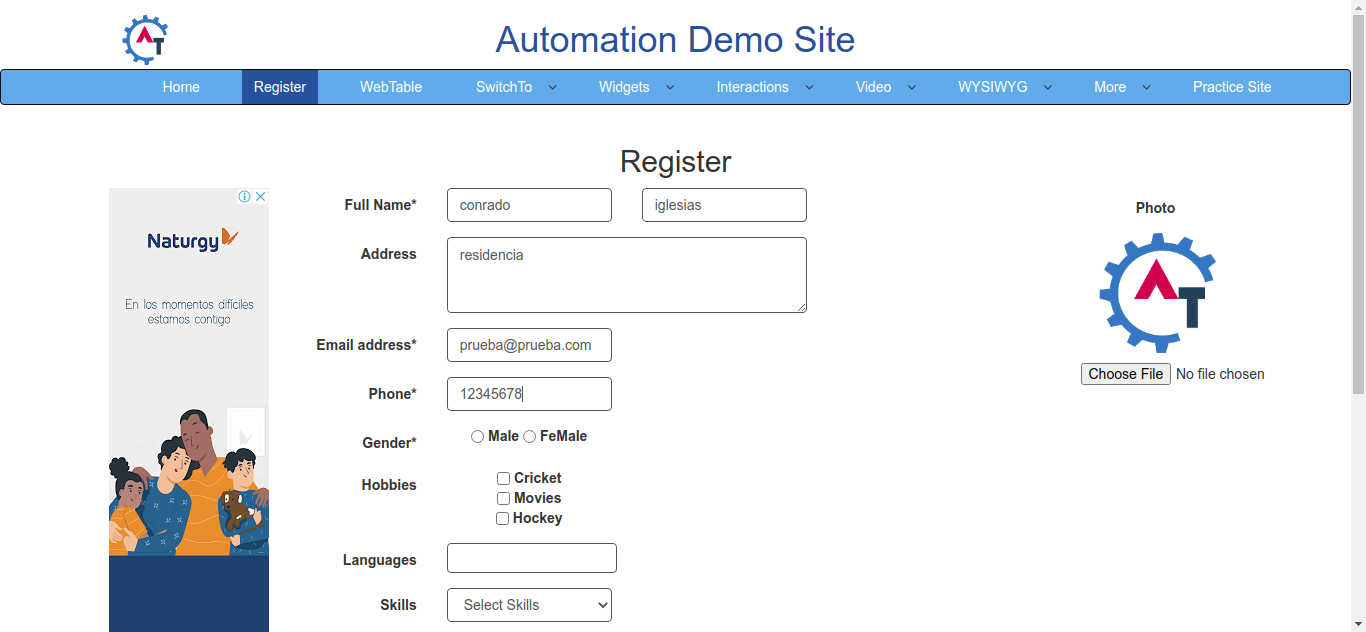 AT
Automation Demo Site
Home Register WebTable SwitchTo Widgets Interactions Video WYSIWYG More Practice Site
Register
Full Name* conrado iglesias
Photo
Naturgy
Address residencia
En los momentos difíciles
estamos contigo
AT
Email address* prueba@prueba.com
Choose File No file chosen
Phone* 12345678
Gender* Male FeMale
Hobbies Cricket
Movies
Hockey
Languages
Skills Select Skills